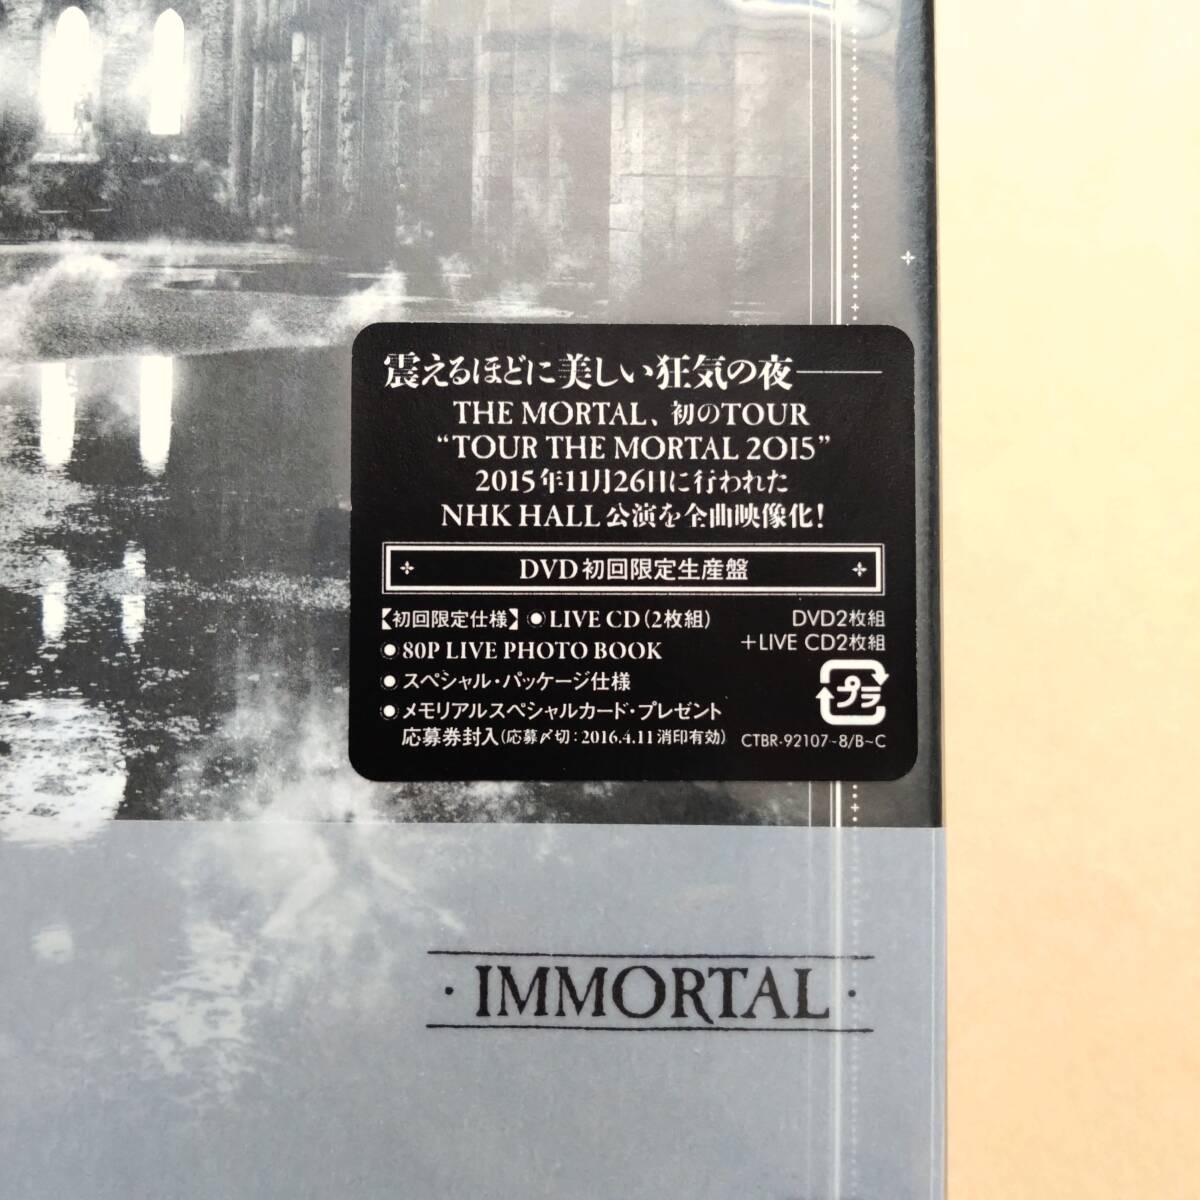 震えるほどに美しい狂気の夜――
THE MORTAL、初のTOUR
“TOUR THE MORTAL 2015”
2015年11月26日に行われた
NHK HALL公演を全曲映像化!
DVD初回限定生産盤
【初回限定仕様】●LIVE CD(2枚組)
●80P LIVE PHOTO BOOK
●スペシャル・パッケージ仕様
●メモリアルスペシャルカード・プレゼント
応募券封入(応募〆切:2016.4.11消印有効)
DVD2枚組
+LIVE CD2枚組
プラ
CTBR-92107~8/B~C
・IMMORTAL・